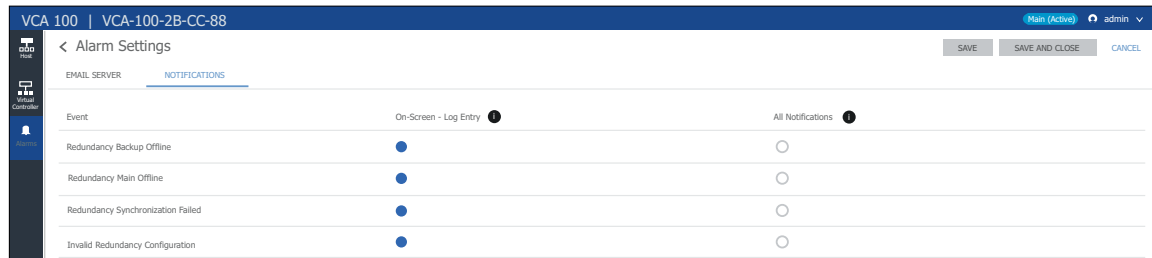 VCA 100 | VCA-100-2B-CC-88 Main (Active) admin
Host
Alarm Settings SAVE SAVE AND CLOSE CANCEL
EMAIL SERVER NOTIFICATIONS
Virtual
Controller
Event On-Screen - Log Entry i All Notifications i
Alarms
Redundancy Backup Offline
Redundancy Main Offline
Redundancy Synchronization Failed
Invalid Redundancy Configuration